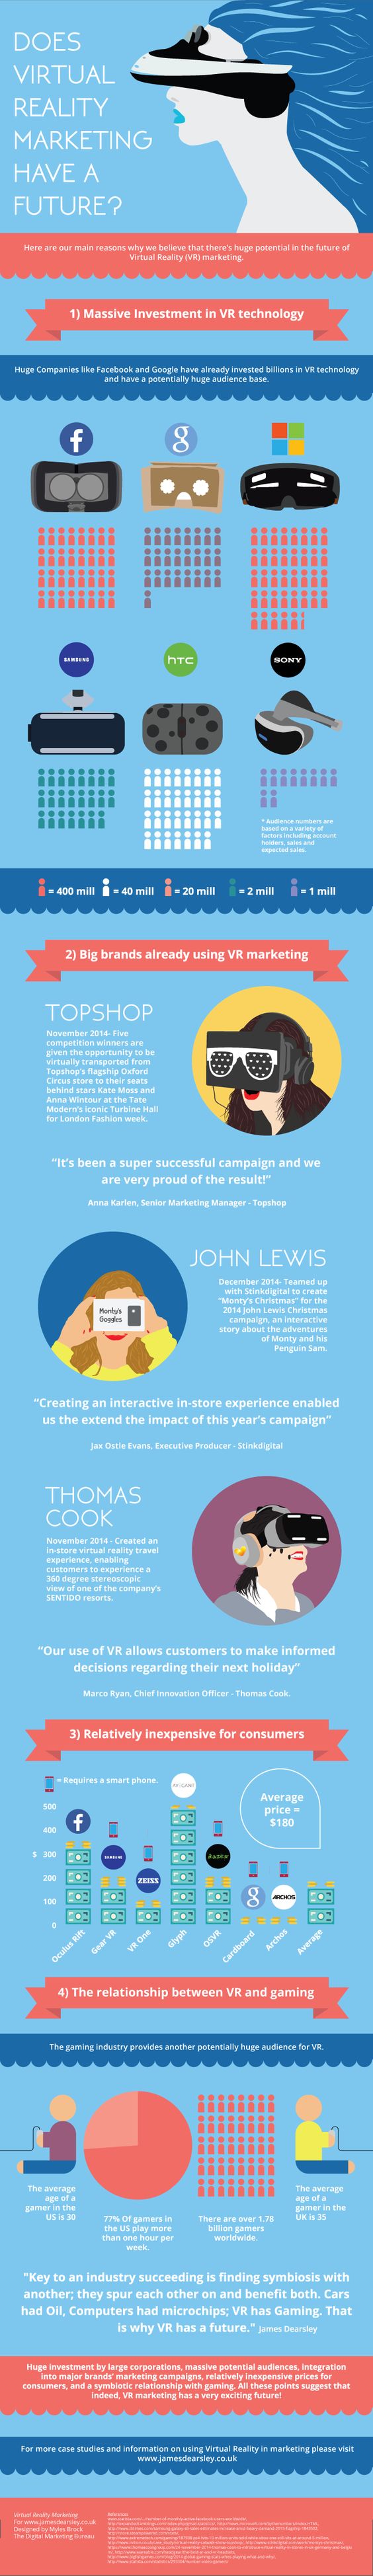 DOES
VIRTUAL
REALITY
MARKETING
HAVE A
FUTURE?
Here are our main reasons why we believe that there's huge potential in the future of
Virtual Reality (VR) marketing.
1) Massive Investment in VR technology
Huge Companies like Facebook and Google have already invested billions in VR technology
and have a potentially huge audience base.
f
g
SAMSUNG
hTC
SONY
* Audience numbers are
based on a variety of
factors including account
holders, sales and
expected sales.
= 400 mill
= 40 mill
= 20 mill
= 2 mill
= 1 mill
2) Big brands already using VR marketing
TOPSHOP
November 2014- Five
competition winners are
given the opportunity to be
virtually transported from
Topshop's flagship Oxford
Circus store to their seats
behind stars Kate Moss and
Anna Wintour at the Tate
Modern's iconic Turbine Hall
for London Fashion week.
"It's been a super successful campaign and we
are very proud of the result!"
Anna Karlen, Senior Marketing Manager - Topshop
Monty's
Goggles
JOHN LEWIS
December 2014- Teamed up
with Stinkdigital to create
"Monty's Christmas" for the
2014 John Lewis Christmas
campaign, an interactive
story about the adventures
of Monty and his
Penguin Sam.
"Creating an interactive in-store experience enabled
us the extend the impact of this year's campaign"
Jax Ostle Evans, Executive Producer - Stinkdigital
THOMAS
COOK
November 2014 - Created an
in-store virtual reality travel
experience, enabling
customers to experience a
360 degree stereoscopic
view of one of the company's
SENTIDO resorts.
"Our use of VR allows customers to make informed
decisions regarding their next holiday"
Marco Ryan, Chief Innovation Officer - Thomas Cook.
3) Relatively inexpensive for consumers
= Requires a smart phone.
Average
price =
$180
500
400
$ 300
200
100
0
f
SAMSUNG
ZEISS
AVEGANT
RAZER
g
ARCHOS
Oculus Rift
Gear VR
VR One
Glyph
OSVR
Cardboard
Archos
Average
4) The relationship between VR and gaming
The gaming industry provides another potentially huge audience for VR.
The average
age of a
gamer in the
US is 30
77% Of gamers in
the US play more
than one hour per
week.
There are over 1.78
billion gamers
worldwide.
The average
age of a
gamer in the
UK is 35
"Key to an industry succeeding is finding symbiosis with
another; they spur each other on and benefit both. Cars
had Oil, Computers had microchips; VR has Gaming. That
is why VR has a future." James Dearsley
Huge investment by large corporations, massive potential audiences, integration
into major brands' marketing campaigns, relatively inexpensive prices for
consumers, and a symbiotic relationship with gaming. All these points suggest that
indeed, VR marketing has a very exciting future!
For more case studies and information on using Virtual Reality in marketing please visit
www.jamesdearsley.co.uk
Virtual Reality Marketing
For www.jamesdearsley.co.uk
Designed by Myles Brock
The Digital Marketing Bureau
References